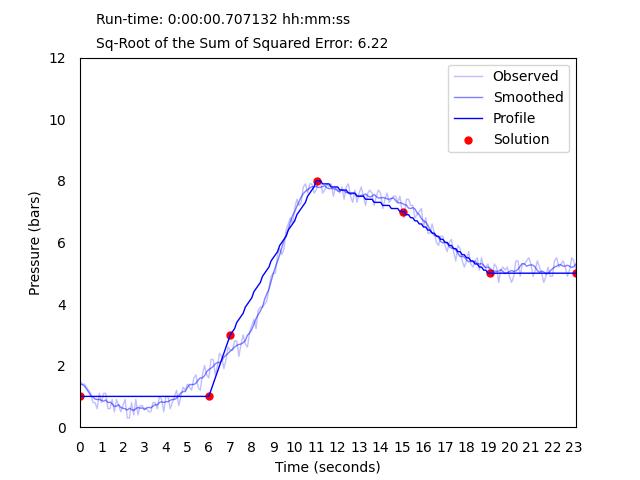 Run-time: 0:00:00.707132 hh:mm:ss
Sq-Root of the Sum of Squared Error: 6.22
12
10
8
6
4
2
0
Pressure (bars)
Observed
Smoothed
Profile
Solution
0 1 2 3 4 5 6 7 8 9 10 11 12 13 14 15 16 17 18 19 20 21 22 23
Time (seconds)